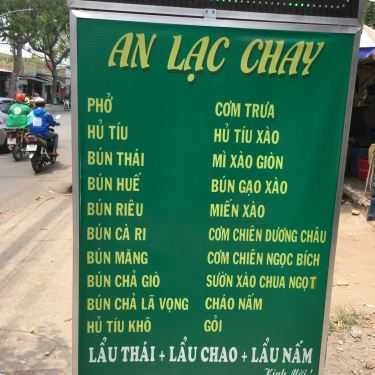 AN LẠC CHAY
PHỞ
HỦ TÍU
BÚN THÁI
BÚN HUẾ
BÚN RIÊU
BÚN CÀ RI
BÚN MĂNG
BÚN CHẢ GIÒ
BÚN CHẢ LÃ VỌNG
HỦ TÍU KHÔ
CƠM TRƯA
HỦ TÍU XÀO
MÌ XÀO GIÒN
BÚN GẠO XÀO
MIẾN XÀO
CƠM CHIÊN DƯƠNG CHÂU
CƠM CHIÊN NGỌC BÍCH
SƯỜN XÀO CHUA NGỌT
CHÁO NẤM
GỎI
LẨU THÁI + LẨU CHAO + LẨU NẤM
Kính Mời !